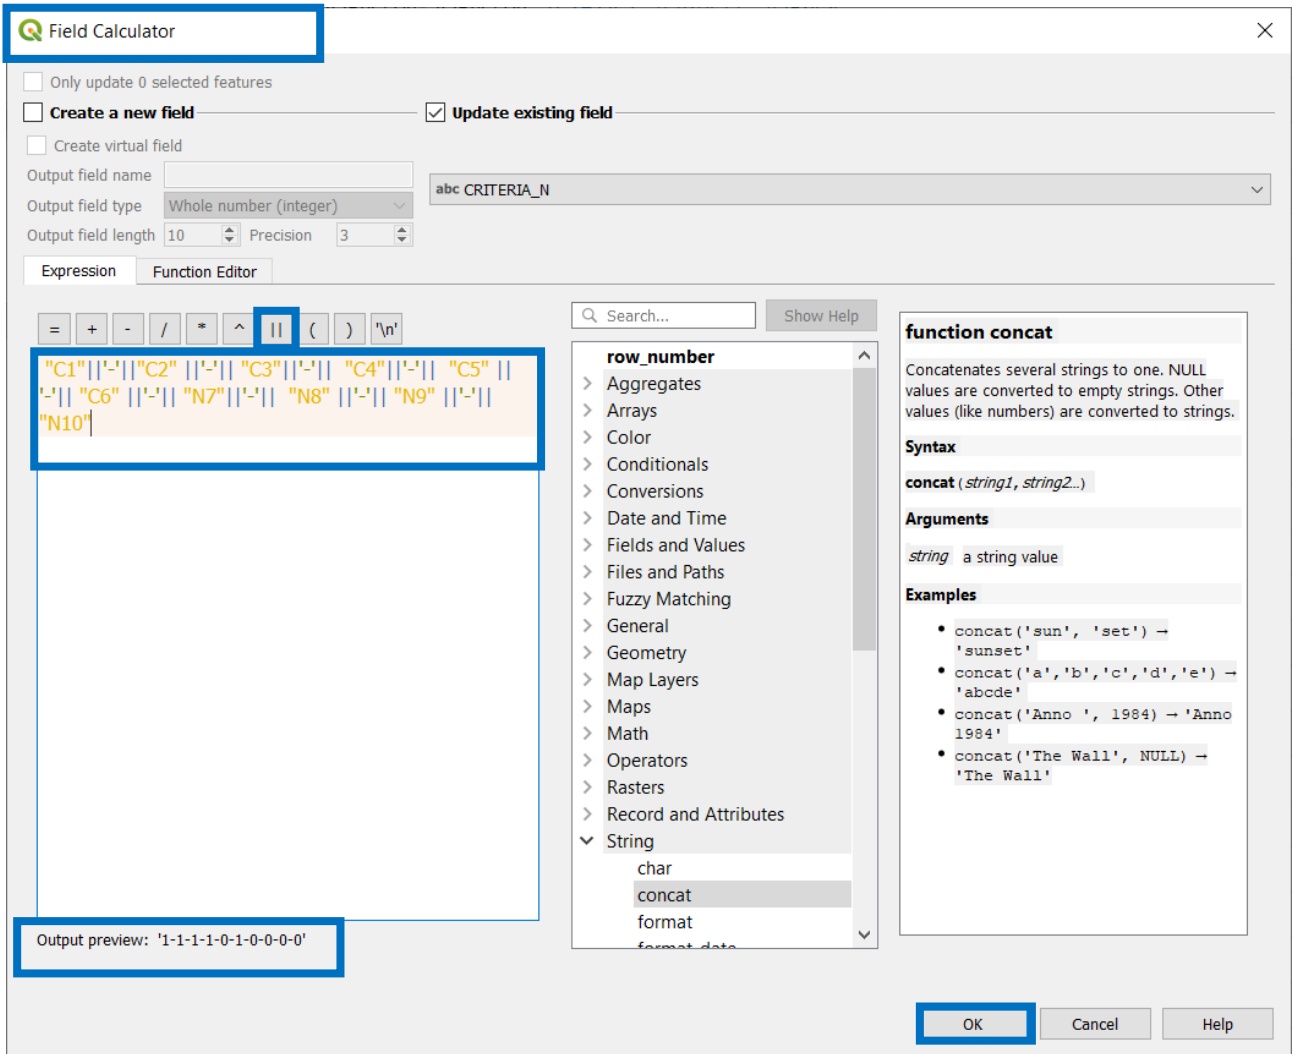 Field Calculator
Only update 0 selected features
Create a new field
Update existing field
Create virtual field
Output field name
abc CRITERIA_N
Output field type Whole number (integer)
Output field length 10 Precision 3
Expression Function Editor
= + - / * ^ || ( ) '\n'
"C1"||'-'||"C2" ||'-'|| "C3"||'-'|| "C4"||'-'|| "C5" ||
'-'|| "C6" ||'-'|| "N7"||'-'|| "N8" ||'-'|| "N9" ||'-'||
"N10"
Output preview: '1-1-1-1-0-1-0-0-0-0'
Search... Show Help
row_number
Aggregates
Arrays
Color
Conditionals
Conversions
Date and Time
Fields and Values
Files and Paths
Fuzzy Matching
General
Geometry
Map Layers
Maps
Math
Operators
Rasters
Record and Attributes
String
char
concat
format
format_date
function concat
Concatenates several strings to one. NULL
values are converted to empty strings. Other
values (like numbers) are converted to strings.
Syntax
concat(string1, string2...)
Arguments
string a string value
Examples
• concat('sun', 'set') →
'sunset'
• concat('a','b','c','d','e') →
'abcde'
• concat('Anno ', 1984) → 'Anno
1984'
• concat('The Wall', NULL) →
'The Wall'
OK Cancel Help